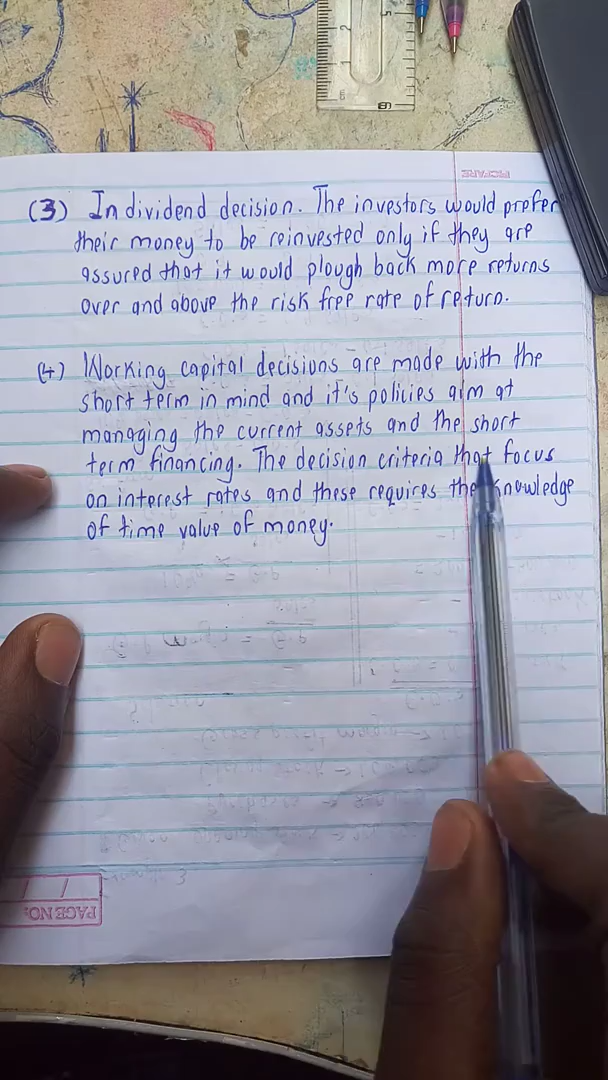 (3) In dividend decision. The investors would prefer
their money to be reinvested only if they are
assured that it would plough back more returns
over and above the risk free rate of return.
(4) Working capital decisions are made with the
short term in mind and it's policies aim at
managing the current assets and the short
term financing. The decision criteria that focus
on interest rates and these requires the knowledge
of time value of money.
PAGE NO: